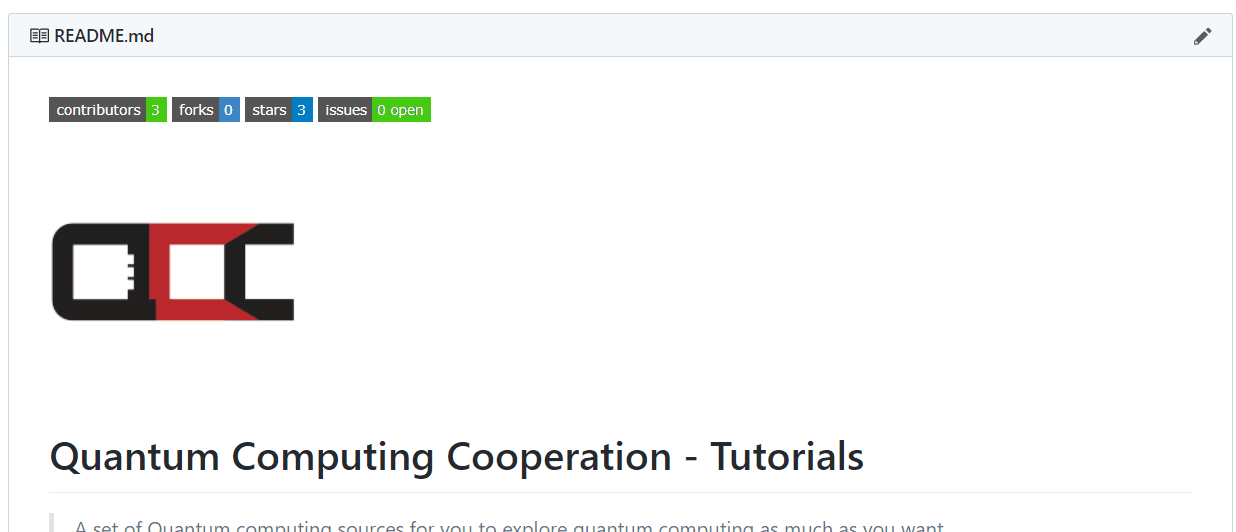 README.md
contributors 3 forks 0 stars 3 issues 0 open
QCC
Quantum Computing Cooperation - Tutorials
A set of Quantum computing sources for you to explore quantum computing as much as you want